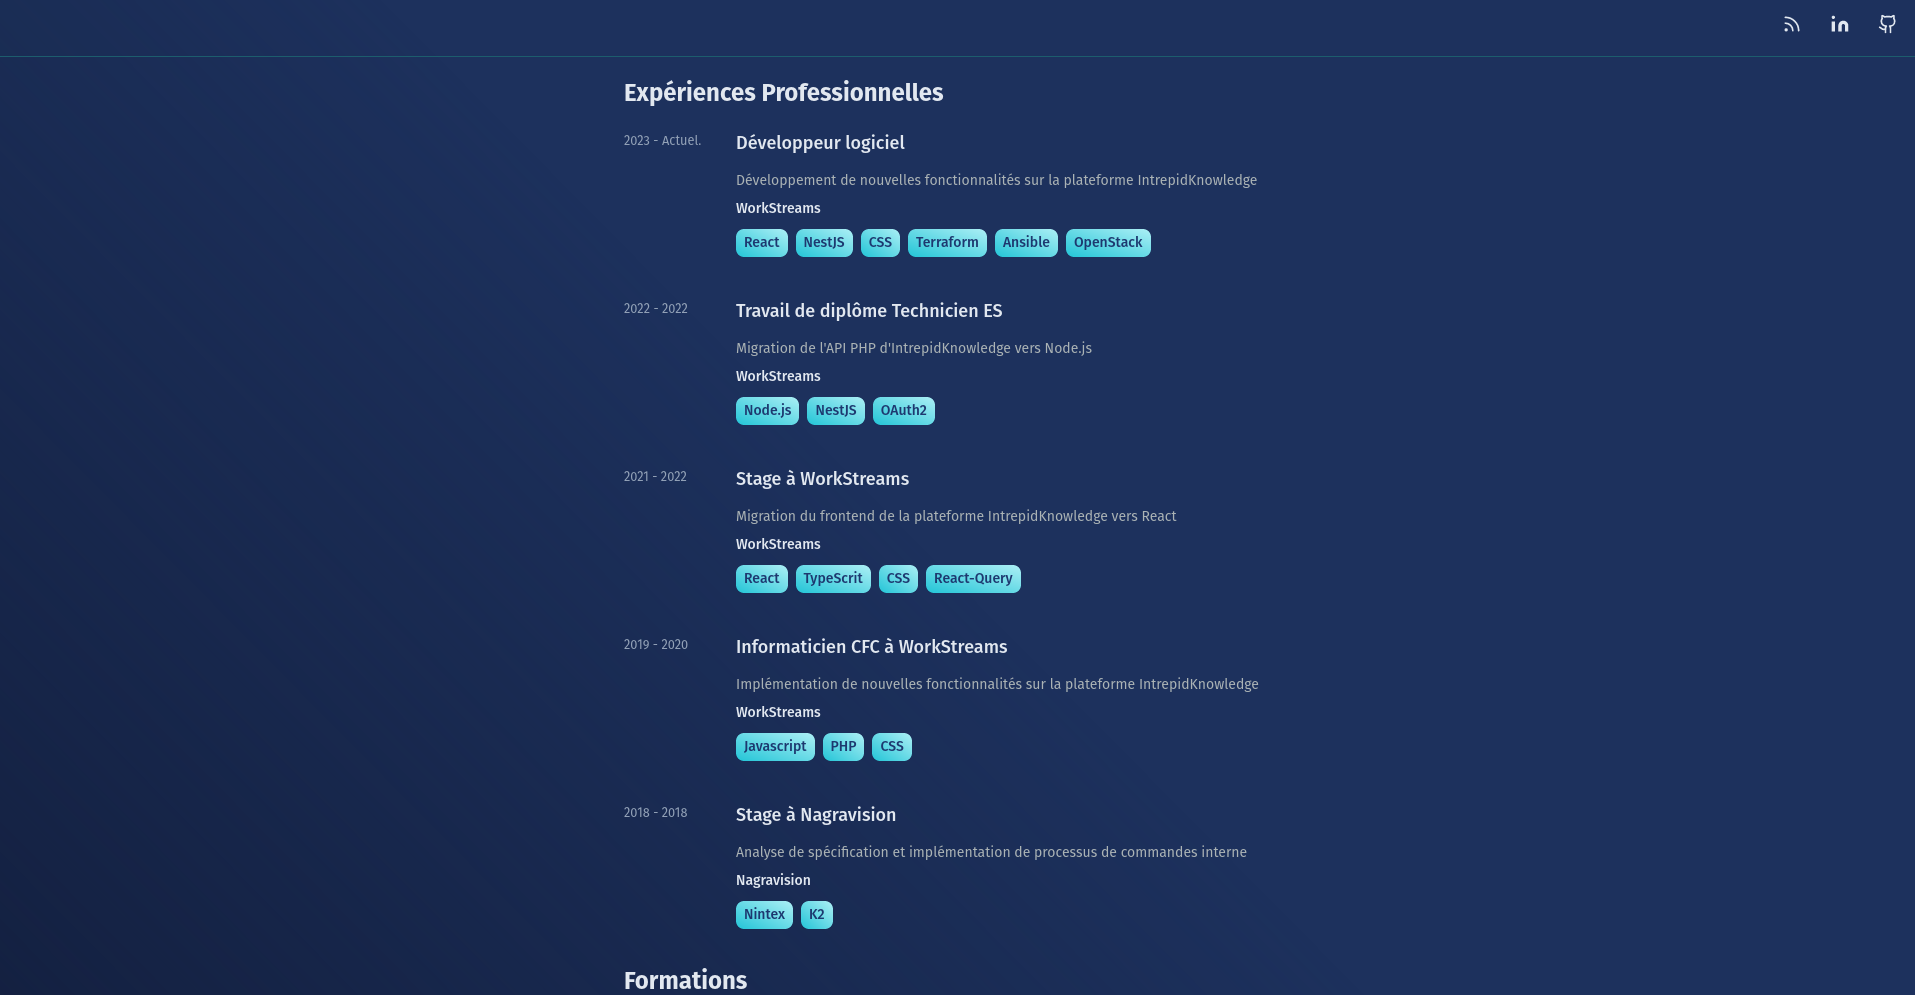 Expériences Professionnelles
2023 - Actuel.
Développeur logiciel
Développement de nouvelles fonctionnalités sur la plateforme IntrepidKnowledge
WorkStreams
React NestJS CSS Terraform Ansible OpenStack
2022 - 2022
Travail de diplôme Technicien ES
Migration de l'API PHP d'IntrepidKnowledge vers Node.js
WorkStreams
Node.js NestJS OAuth2
2021 - 2022
Stage à WorkStreams
Migration du frontend de la plateforme IntrepidKnowledge vers React
WorkStreams
React TypeScrit CSS React-Query
2019 - 2020
Informaticien CFC à WorkStreams
Implémentation de nouvelles fonctionnalités sur la plateforme IntrepidKnowledge
WorkStreams
Javascript PHP CSS
2018 - 2018
Stage à Nagravision
Analyse de spécification et implémentation de processus de commandes interne
Nagravision
Nintex K2
Formations